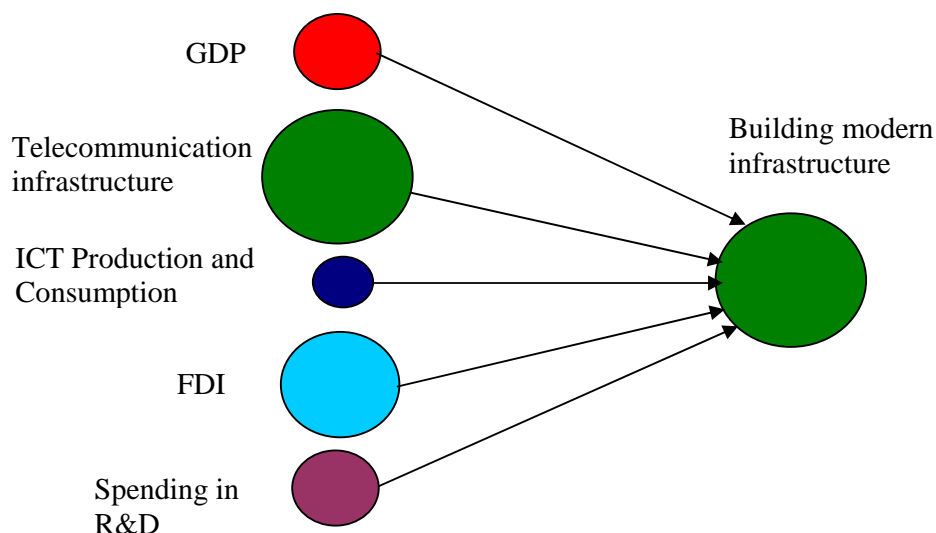 GDP
Telecommunication
infrastructure
Building modern
infrastructure
ICT Production and
Consumption
FDI
Spending in
R&D